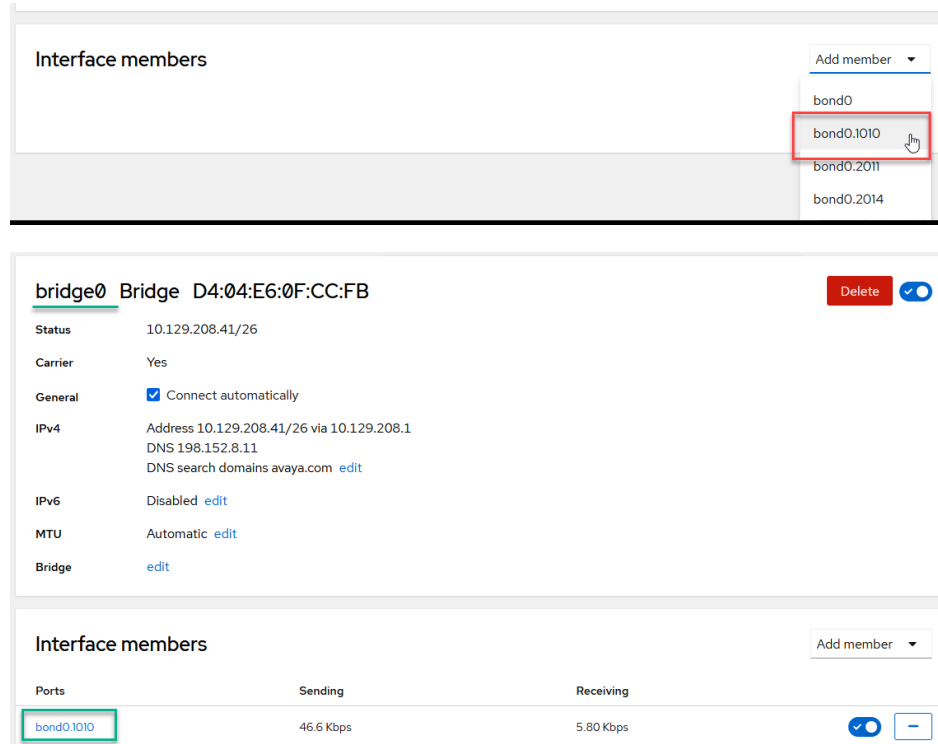 Interface members
Add member
bond0
bond0.1010
bond0.2011
bond0.2014
bridge0 Bridge D4:04:E6:0F:CC:FB
Delete
Status 10.129.208.41/26
Carrier Yes
General Connect automatically
IPv4 Address 10.129.208.41/26 via 10.129.208.1
DNS 198.152.8.11
DNS search domains avaya.com edit
IPv6 Disabled edit
MTU Automatic edit
Bridge edit
Interface members
Add member
Ports Sending Receiving
bond0.1010 46.6 Kbps 5.80 Kbps